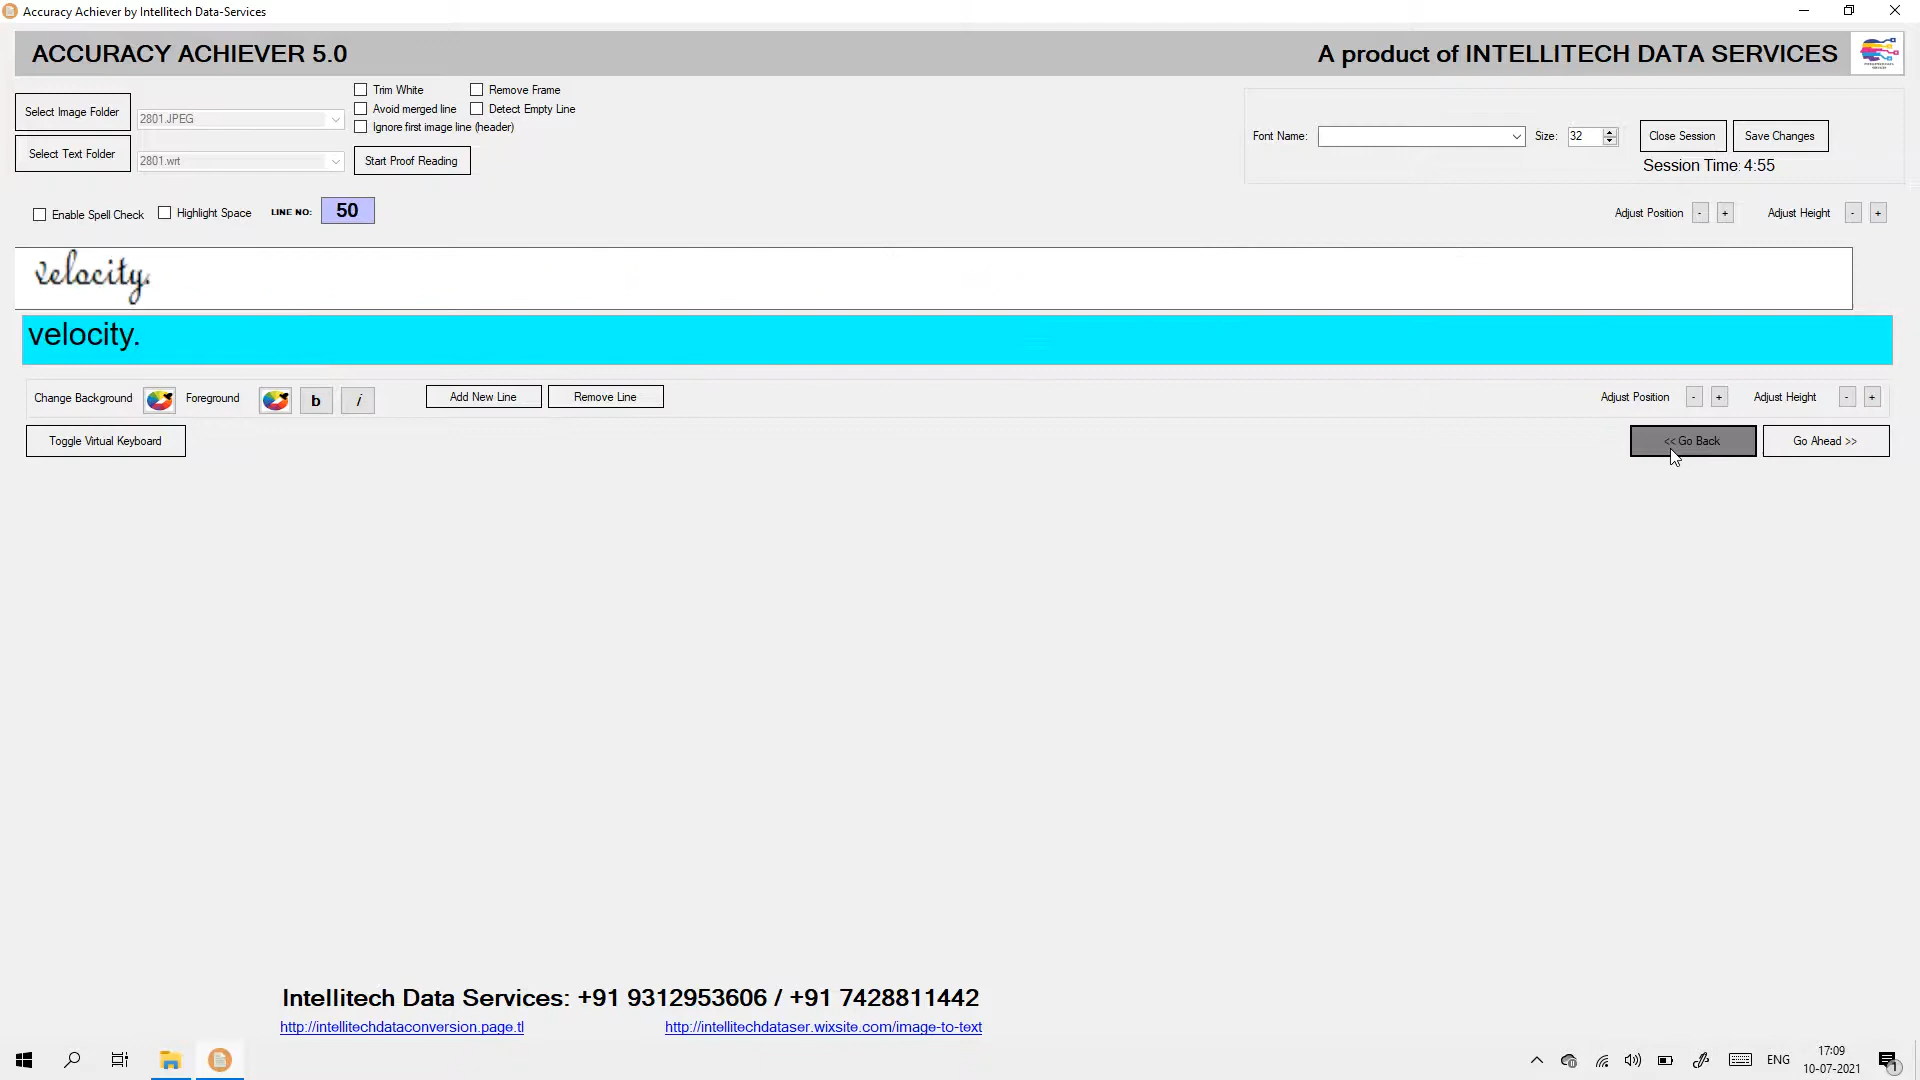 Accuracy Achiever by Intellitech Data-Services
ACCURACY ACHIEVER 5.0
A product of INTELLITECH DATA SERVICES
Select Image Folder
2801.JPEG
Trim White
Remove Frame
Avoid merged line
Detect Empty Line
Ignore first image line (header)
Select Text Folder
2801.wrt
Start Proof Reading
Font Name:
Size:
32
Close Session
Save Changes
Session Time: 4:55
Enable Spell Check
Highlight Space
LINE NO:
50
Adjust Position
-
+
Adjust Height
-
+
velocity.
velocity.
Change Background
Foreground
b
i
Add New Line
Remove Line
Adjust Position
-
+
Adjust Height
-
+
Toggle Virtual Keyboard
<< Go Back
Go Ahead >>
Intellitech Data Services: +91 9312953606 / +91 7428811442
http://intellitechdataconversion.page.tl
http://intellitechdataser.wixsite.com/image-to-text
ENG
17:09
10-07-2021
1